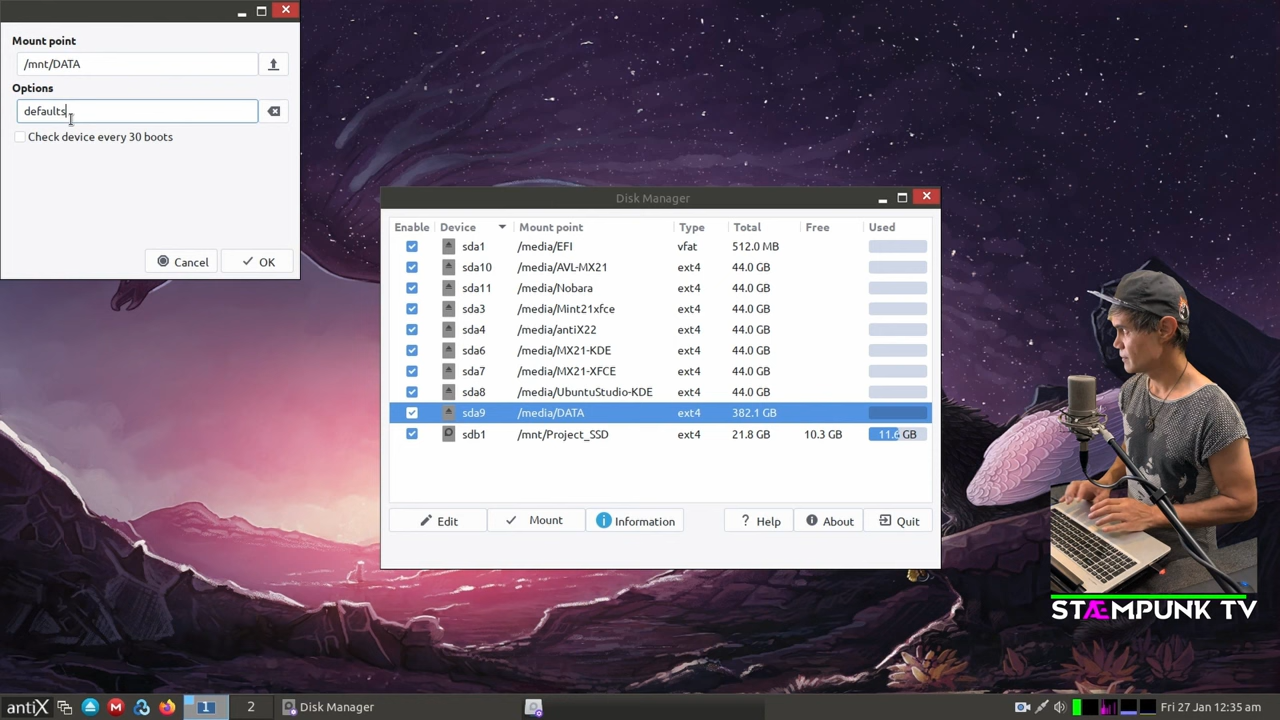 Mount point
/mnt/DATA
Options
defaults
Check device every 30 boots
Cancel
OK
Disk Manager
Enable Device Mount point Type Total Free Used
sda1 /media/EFI vfat 512.0 MB
sda10 /media/AVL-MX21 ext4 44.0 GB
sda11 /media/Nobara ext4 44.0 GB
sda3 /media/Mint21xfce ext4 44.0 GB
sda4 /media/antiX22 ext4 44.0 GB
sda6 /media/MX21-KDE ext4 44.0 GB
sda7 /media/MX21-XFCE ext4 44.0 GB
sda8 /media/UbuntuStudio-KDE ext4 44.0 GB
sda9 /media/DATA ext4 382.1 GB
sdb1 /mnt/Project_SSD ext4 21.8 GB 10.3 GB 11.6 GB
Edit Mount Information Help About Quit
STÆMPUNK TV
antiX 1 2 Disk Manager Fri 27 Jan 12:35 am